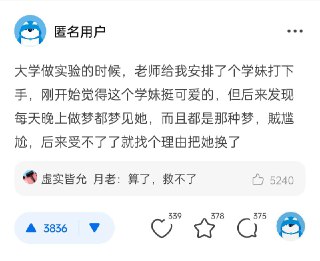 匿名用户
大学做实验的时候，老师给我安排了个学妹打下
手，刚开始觉得这个学妹挺可爱的，但后来发现
每天晚上做梦都梦见她，而且都是那种梦，贼尴
尬，后来受不了了就找个理由把她换了
虚实皆允 月老：算了，救不了 5240
3836 339 378 375